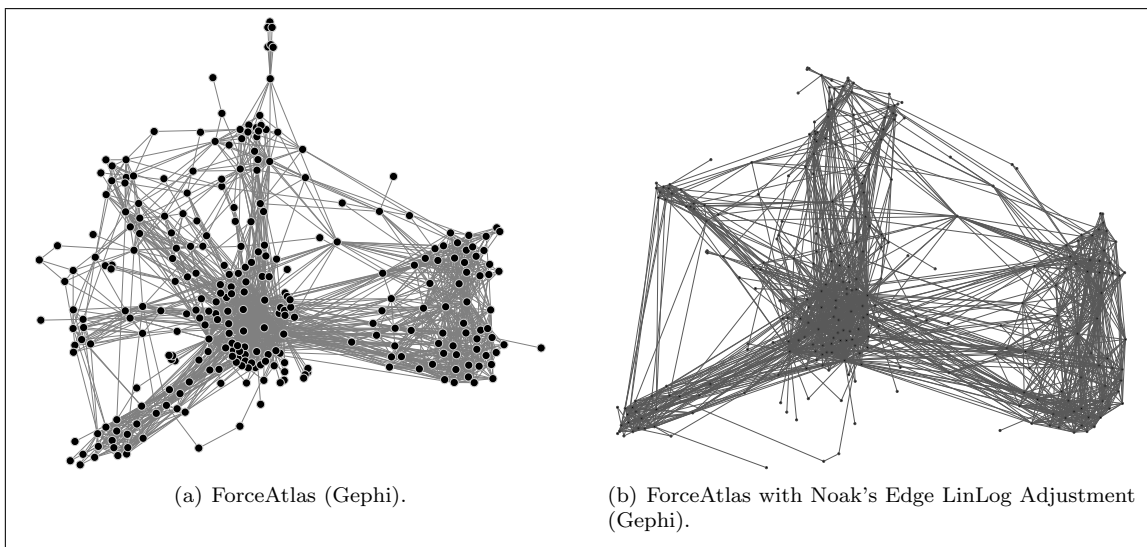 (a) ForceAtlas (Gephi).
(b) ForceAtlas with Noak's Edge LinLog Adjustment
(Gephi).